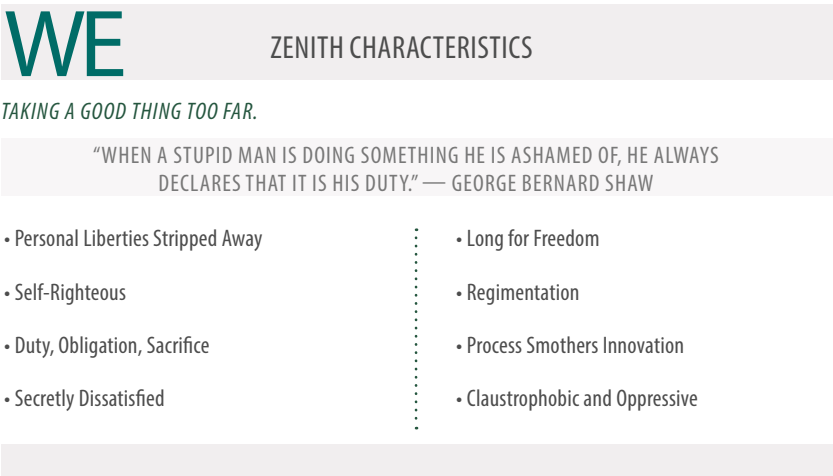 WE
ZENITH CHARACTERISTICS
TAKING A GOOD THING TOO FAR.
“WHEN A STUPID MAN IS DOING SOMETHING HE IS ASHAMED OF, HE ALWAYS
DECLARES THAT IT IS HIS DUTY.” — GEORGE BERNARD SHAW
• Personal Liberties Stripped Away
• Self-Righteous
• Duty, Obligation, Sacrifice
• Secretly Dissatisfied
• Long for Freedom
• Regimentation
• Process Smothers Innovation
• Claustrophobic and Oppressive